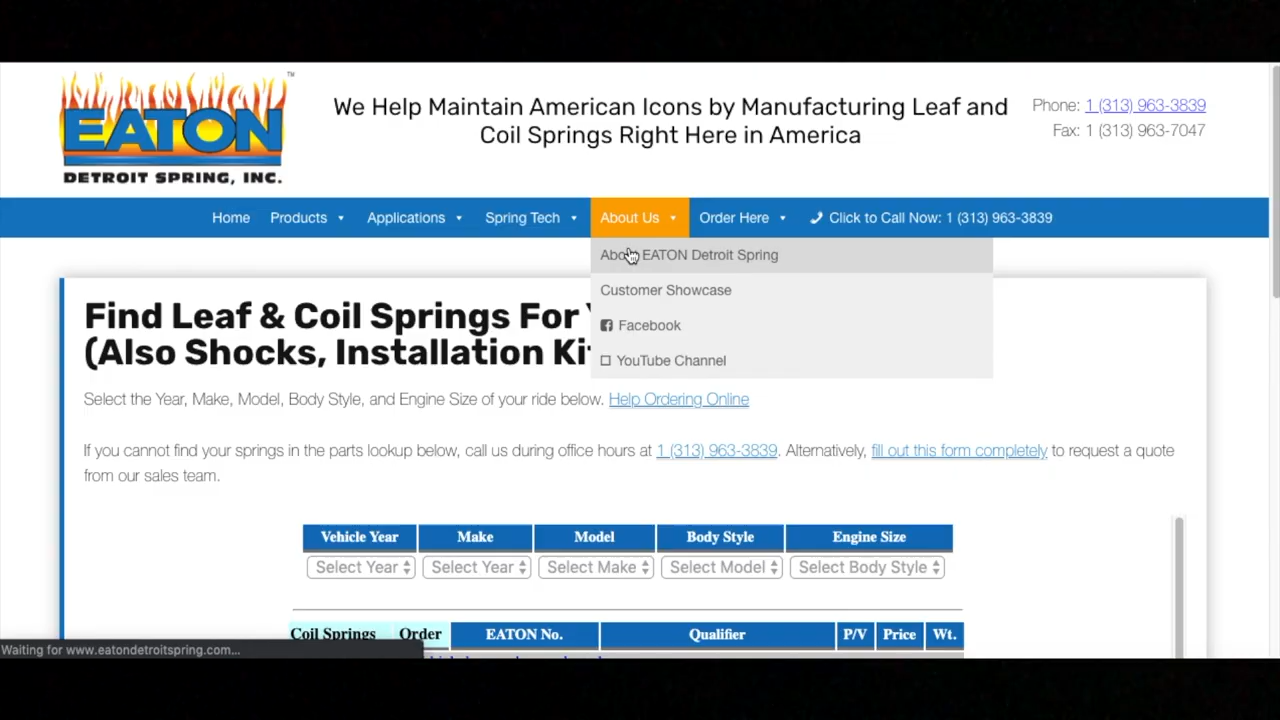 EATON
DETROIT SPRING, INC.
™
We Help Maintain American Icons by Manufacturing Leaf and
Coil Springs Right Here in America
Phone: 1 (313) 963-3839
Fax: 1 (313) 963-7047
Home Products Applications Spring Tech About Us Order Here Click to Call Now: 1 (313) 963-3839
About EATON Detroit Spring
Customer Showcase
Facebook
YouTube Channel
Find Leaf & Coil Springs For
(Also Shocks, Installation
Select the Year, Make, Model, Body Style, and Engine Size of your ride below. Help Ordering Online
If you cannot find your springs in the parts lookup below, call us during office hours at 1 (313) 963-3839. Alternatively, fill out this form completely to request a quote
from our sales team.
Vehicle Year Make Model Body Style Engine Size
Select Year Select Year Select Make Select Model Select Body Style
Coil Springs Order EATON No. Qualifier P/V Price Wt.
Waiting for www.eatondetroitspring.com...